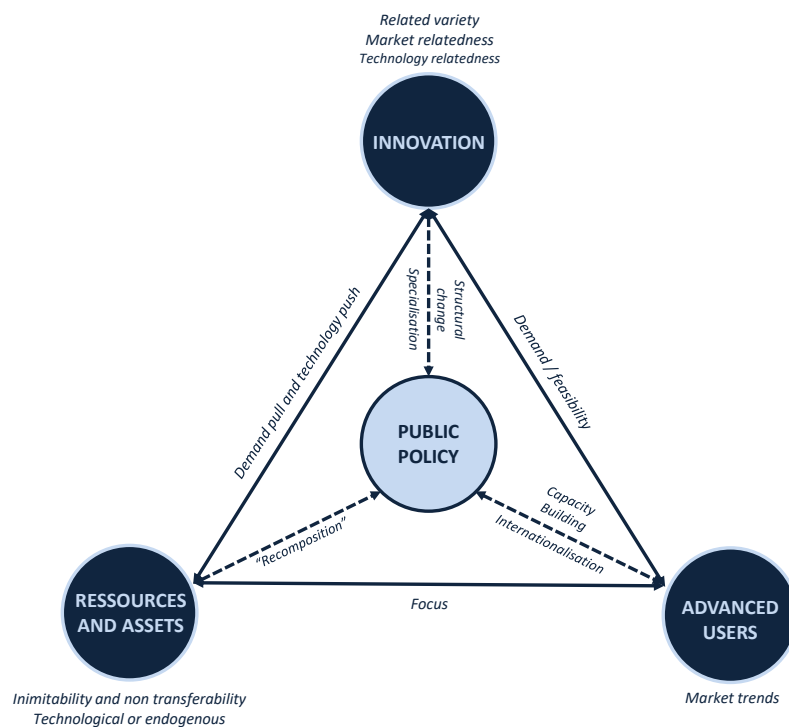 Related variety
Market relatedness
Technology relatedness
INNOVATION
Demand pull and technology push
Specialisation
Structural
change
Demand / feasibility
PUBLIC
POLICY
"Recomposition"
Capacity
Building
Internationalisation
RESSOURCES
AND ASSETS
Focus
ADVANCED
USERS
Inimitability and non transferability
Technological or endogenous
Market trends